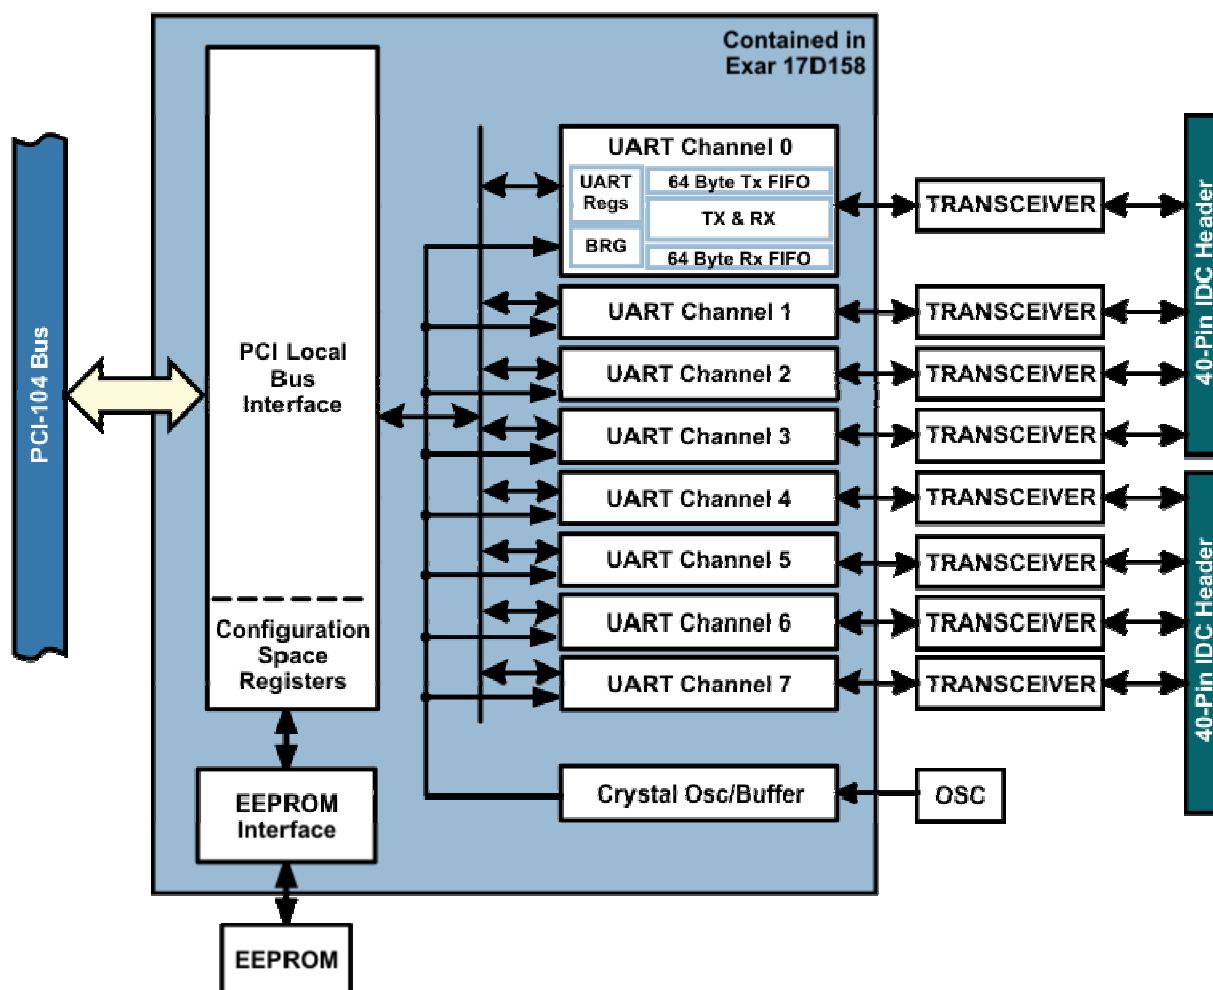 Contained in
Exar 17D158
PCI-104 Bus
PCI Local
Bus
Interface
Configuration
Space
Registers
EEPROM
Interface
EEPROM
UART Channel 0
UART
Regs
64 Byte Tx FIFO
TX & RX
BRG
64 Byte Rx FIFO
TRANSCEIVER
UART Channel 1
TRANSCEIVER
UART Channel 2
TRANSCEIVER
UART Channel 3
TRANSCEIVER
UART Channel 4
TRANSCEIVER
UART Channel 5
TRANSCEIVER
UART Channel 6
TRANSCEIVER
UART Channel 7
TRANSCEIVER
Crystal Osc/Buffer
OSC
40-Pin IDC Header
40-Pin IDC Header